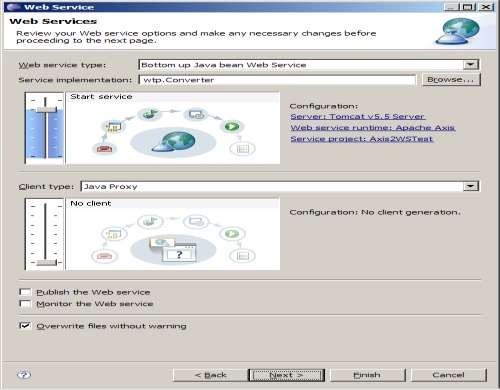 Web Service
Web Services
Review your Web service options and make any necessary changes before
proceeding to the next page.
Web service type: Bottom up Java bean Web Service
Service implementation: wtp.Converter Browse...
Start service
Configuration:
Server: Tomcat v5.5 Server
Web service runtime: Apache Axis
Service project: Axis2WSTest
Client type: Java Proxy
No client
Configuration: No client generation.
Publish the Web service
Monitor the Web service
Overwrite files without warning
< Back Next > Finish Cancel